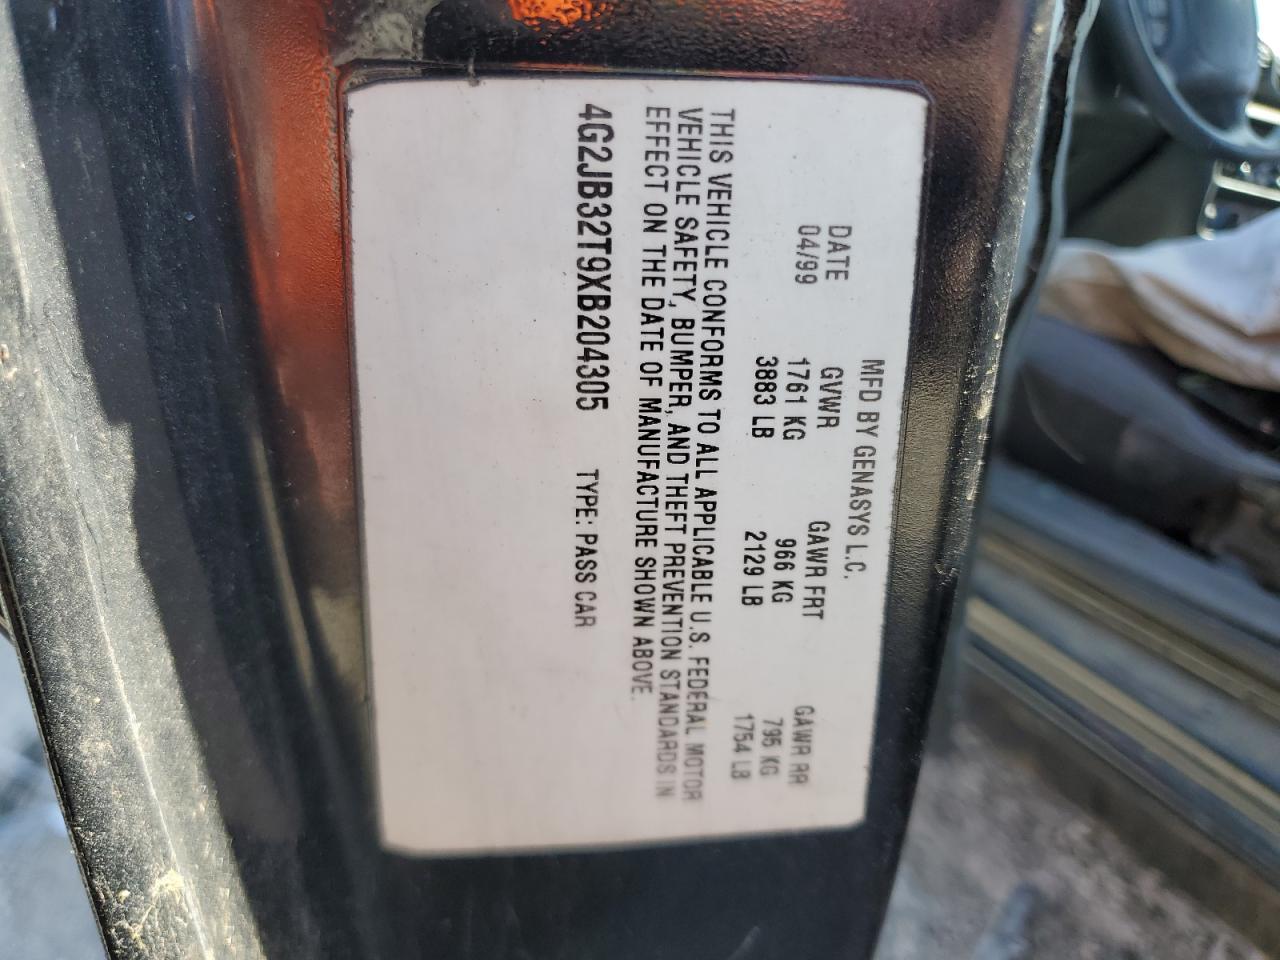 MFD BY GENASYS L.C.
DATE GVWR GAWR FRT GAWR RR
04/99 1761 KG 966 KG 795 KG
3883 LB 2129 LB 1754 LB
THIS VEHICLE CONFORMS TO ALL APPLICABLE U.S. FEDERAL MOTOR
VEHICLE SAFETY, BUMPER, AND THEFT PREVENTION STANDARDS IN
EFFECT ON THE DATE OF MANUFACTURE SHOWN ABOVE.
4G2JB32T9XB204305 TYPE: PASS CAR